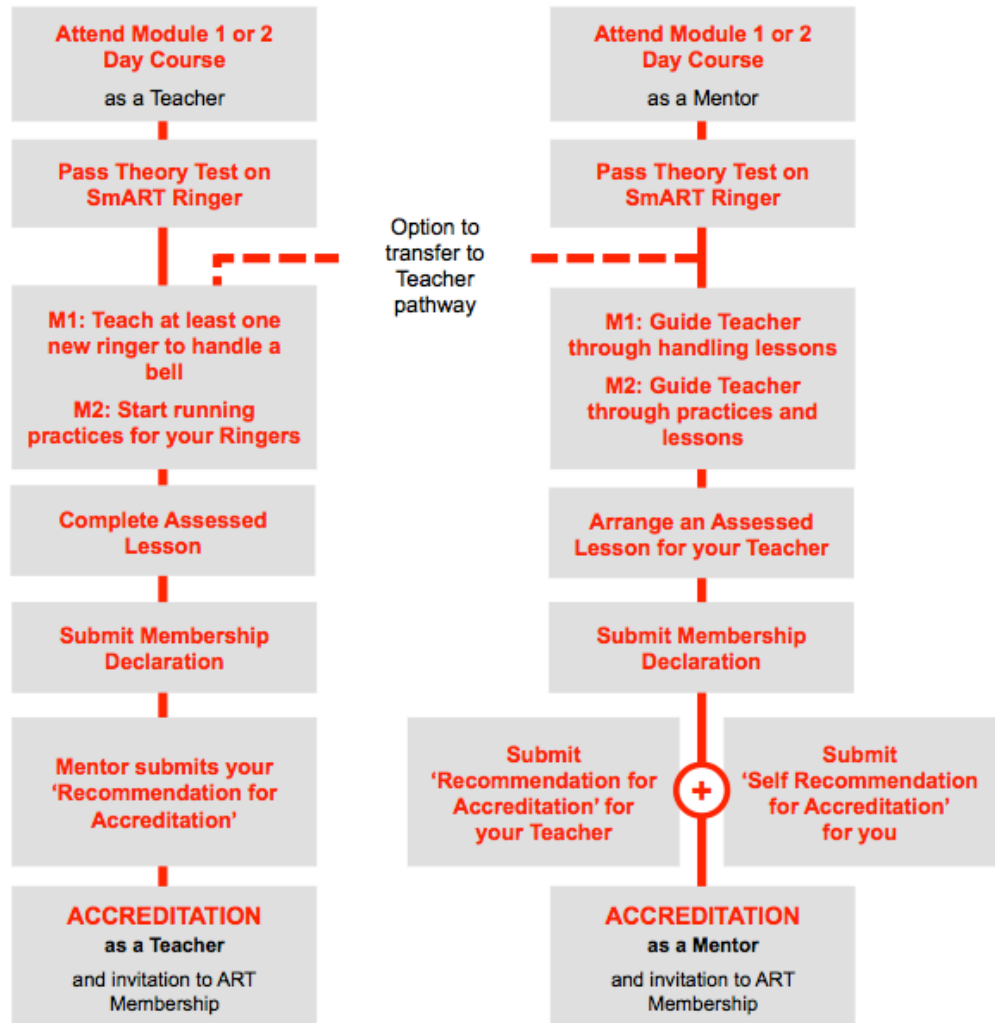 Attend Module 1 or 2
Day Course
as a Teacher
Pass Theory Test on
SmART Ringer
M1: Teach at least one
new ringer to handle a
bell
M2: Start running
practices for your Ringers
Complete Assessed
Lesson
Submit Membership
Declaration
Mentor submits your
‘Recommendation for
Accreditation’
ACCREDITATION
as a Teacher
and invitation to ART
Membership
Option to
transfer to
Teacher
pathway
Attend Module 1 or 2
Day Course
as a Mentor
Pass Theory Test on
SmART Ringer
M1: Guide Teacher
through handling lessons
M2: Guide Teacher
through practices and
lessons
Arrange an Assessed
Lesson for your Teacher
Submit Membership
Declaration
Submit
‘Recommendation for
Accreditation’ for
your Teacher
+
Submit
‘Self Recommendation
for Accreditation’
for you
ACCREDITATION
as a Mentor
and invitation to ART
Membership